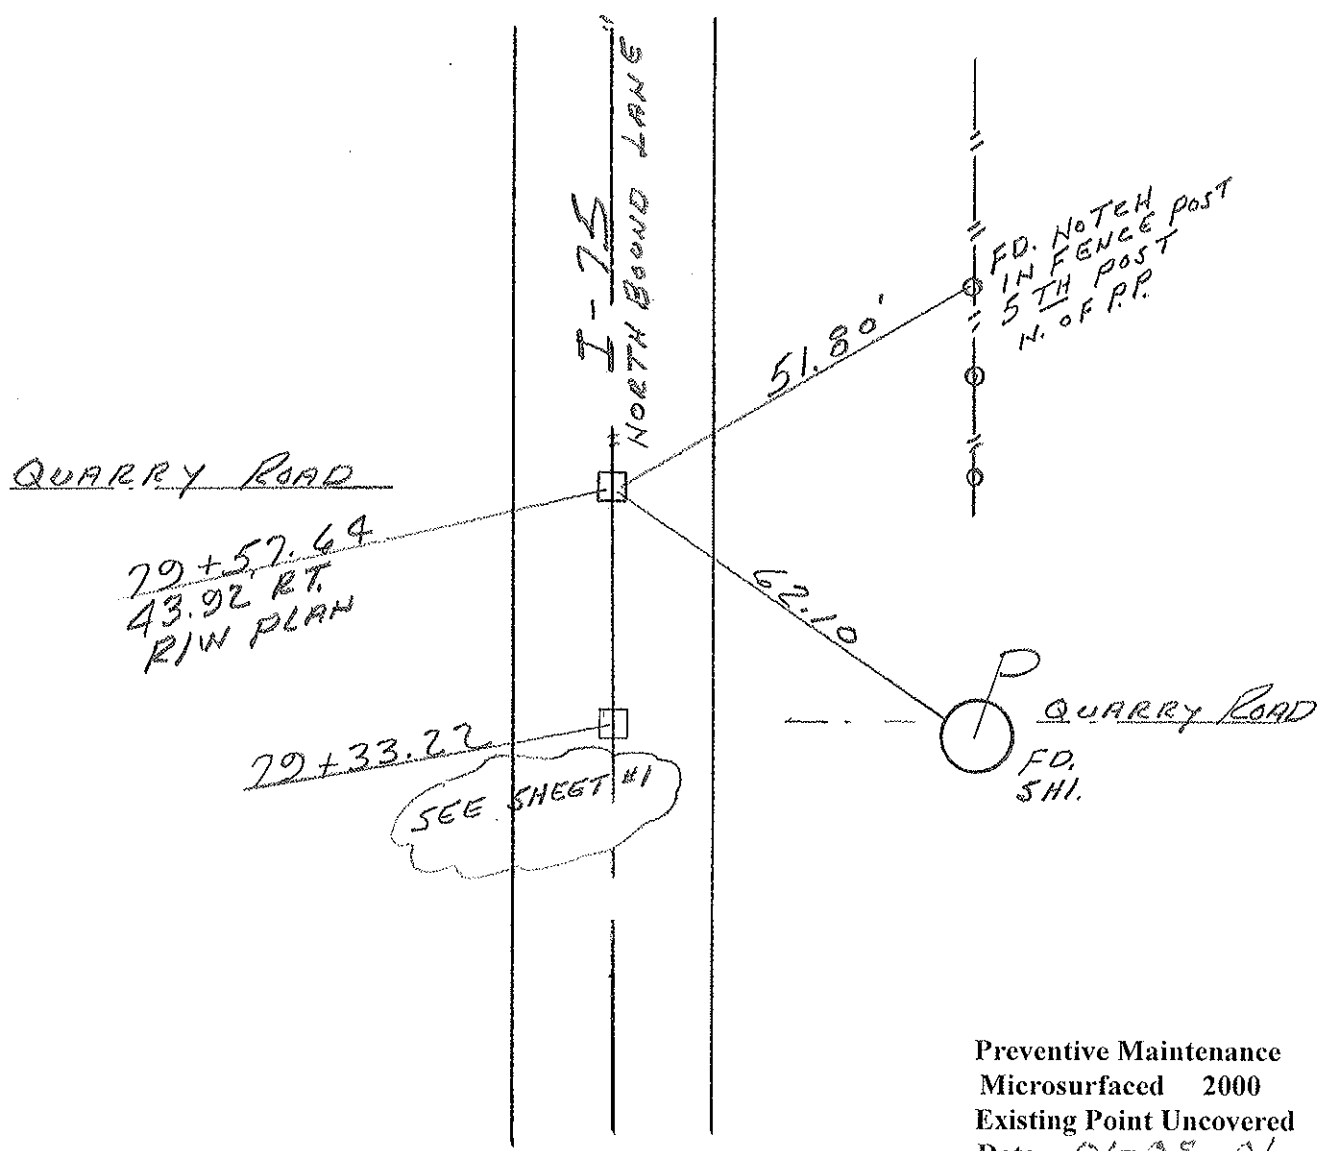 I-75
NORTH BOUND LANE
FD. NOTCH
IN FENCE POST
5 TH POST
N. OF P.P.
51.80'
QUARRY ROAD
79+57.64
43.92 RT.
R/W PLAN
62.10
QUARRY ROAD
FD.
SHI.
79+33.22
SEE SHEET #1
Preventive Maintenance
Microsurfaced 2000
Existing Point Uncovered